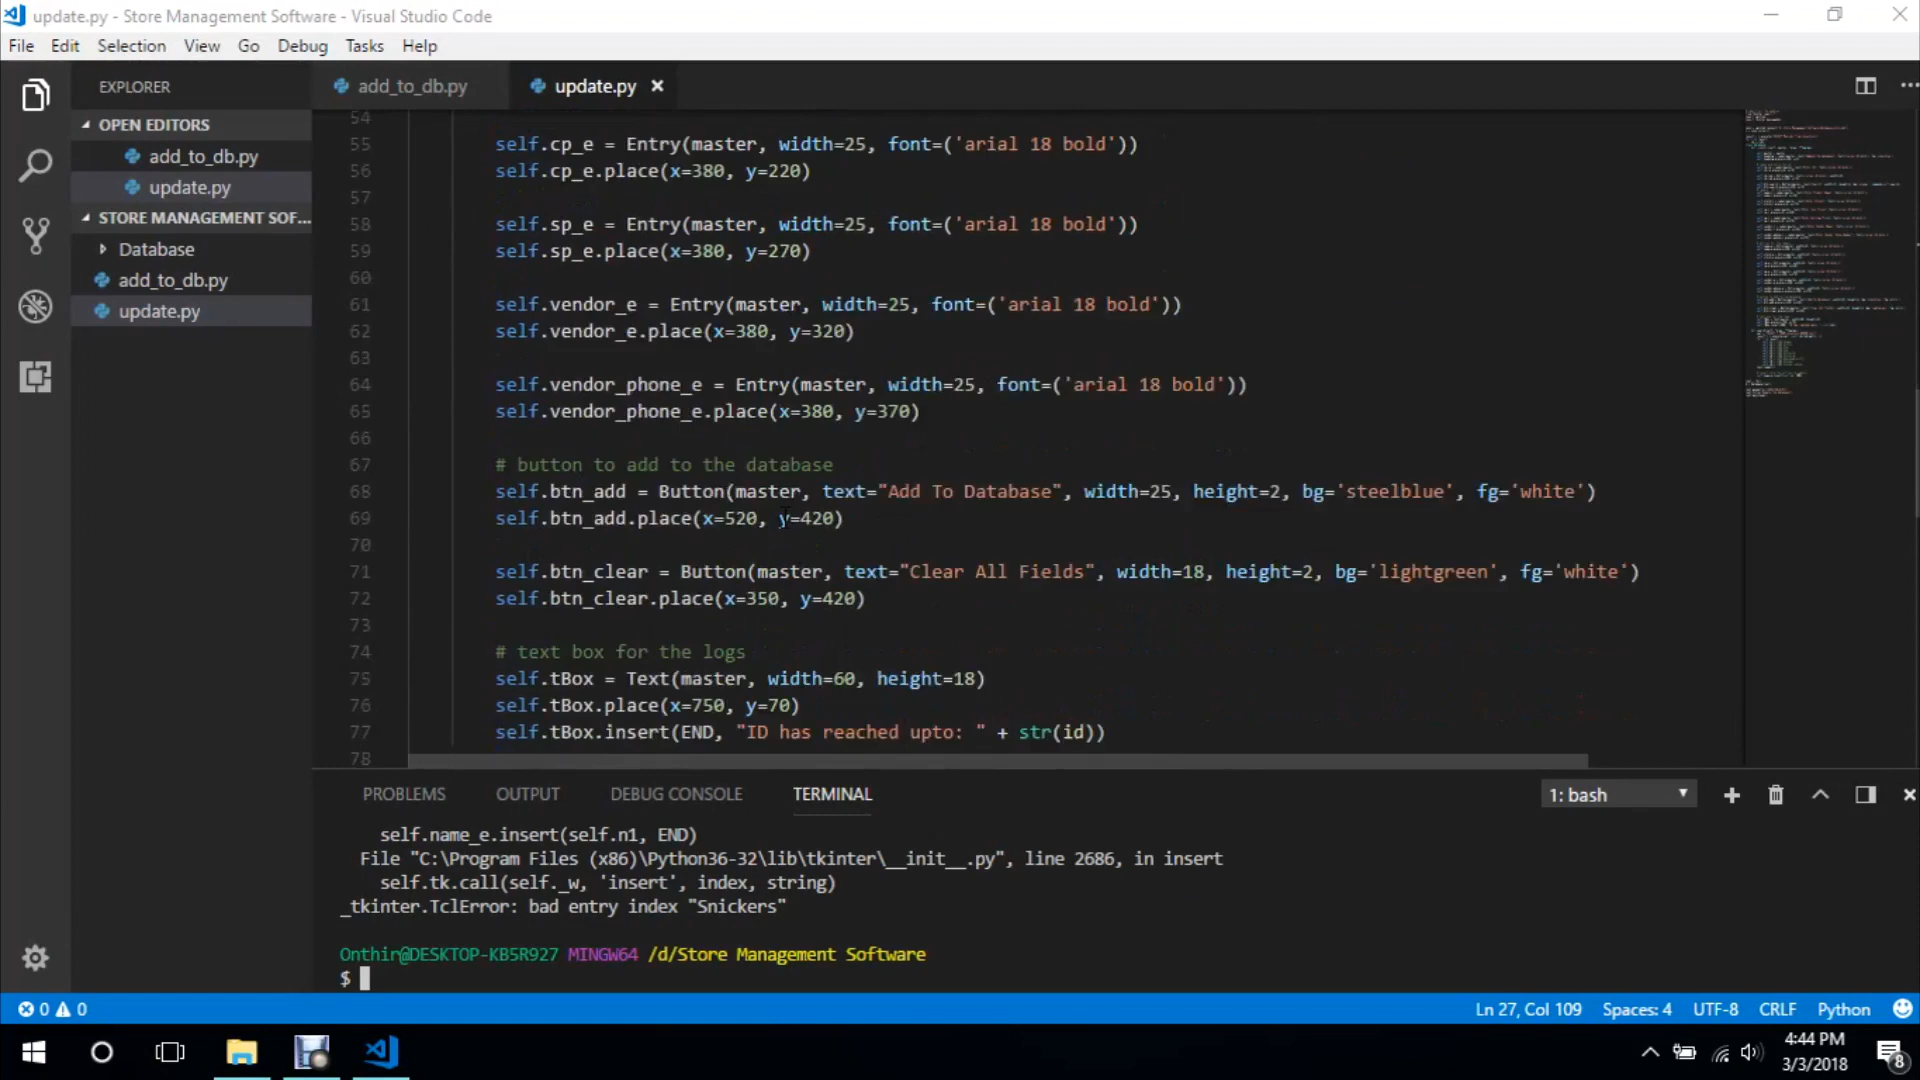 update.py - Store Management Software - Visual Studio Code
File Edit Selection View Go Debug Tasks Help
EXPLORER
OPEN EDITORS
add_to_db.py
update.py
STORE MANAGEMENT SOF...
Database
add_to_db.py
update.py
add_to_db.py update.py
54
55 self.cp_e = Entry(master, width=25, font=('arial 18 bold'))
56 self.cp_e.place(x=380, y=220)
57
58 self.sp_e = Entry(master, width=25, font=('arial 18 bold'))
59 self.sp_e.place(x=380, y=270)
60
61 self.vendor_e = Entry(master, width=25, font=('arial 18 bold'))
62 self.vendor_e.place(x=380, y=320)
63
64 self.vendor_phone_e = Entry(master, width=25, font=('arial 18 bold'))
65 self.vendor_phone_e.place(x=380, y=370)
66
67 # button to add to the database
68 self.btn_add = Button(master, text="Add To Database", width=25, height=2, bg='steelblue', fg='white')
69 self.btn_add.place(x=520, y=420)
70
71 self.btn_clear = Button(master, text="Clear All Fields", width=18, height=2, bg='lightgreen', fg='white')
72 self.btn_clear.place(x=350, y=420)
73
74 # text box for the logs
75 self.tBox = Text(master, width=60, height=18)
76 self.tBox.place(x=750, y=70)
77 self.tBox.insert(END, "ID has reached upto: " + str(id))
78
PROBLEMS OUTPUT DEBUG CONSOLE TERMINAL 1: bash
self.name_e.insert(self.n1, END)
File "C:\Program Files (x86)\Python36-32\lib\tkinter\__init__.py", line 2686, in insert
self.tk.call(self._w, 'insert', index, string)
_tkinter.TclError: bad entry index "Snickers"
Onthir@DESKTOP-KB5R927 MINGW64 /d/Store Management Software
$
0 0 Ln 27, Col 109 Spaces: 4 UTF-8 CRLF Python
4:44 PM
3/3/2018
8